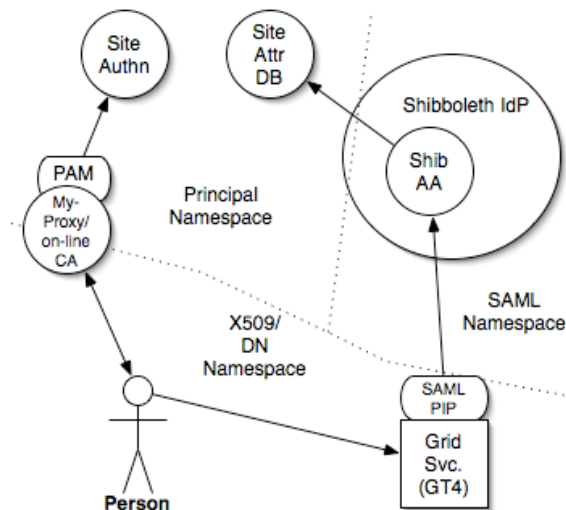 Site
Authn
Site
Attr
DB
Shibboleth IdP
Shib
AA
PAM
My-
Proxy/
on-line
CA
Principal
Namespace
SAML
Namespace
X509/
DN
Namespace
SAML
PIP
Grid
Svc.
(GT4)
Person